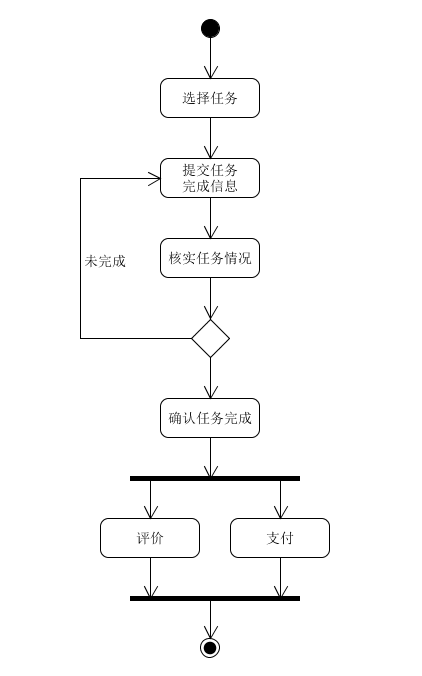 选择任务
提交任务
完成信息
核实任务情况
未完成
确认任务完成
评价
支付